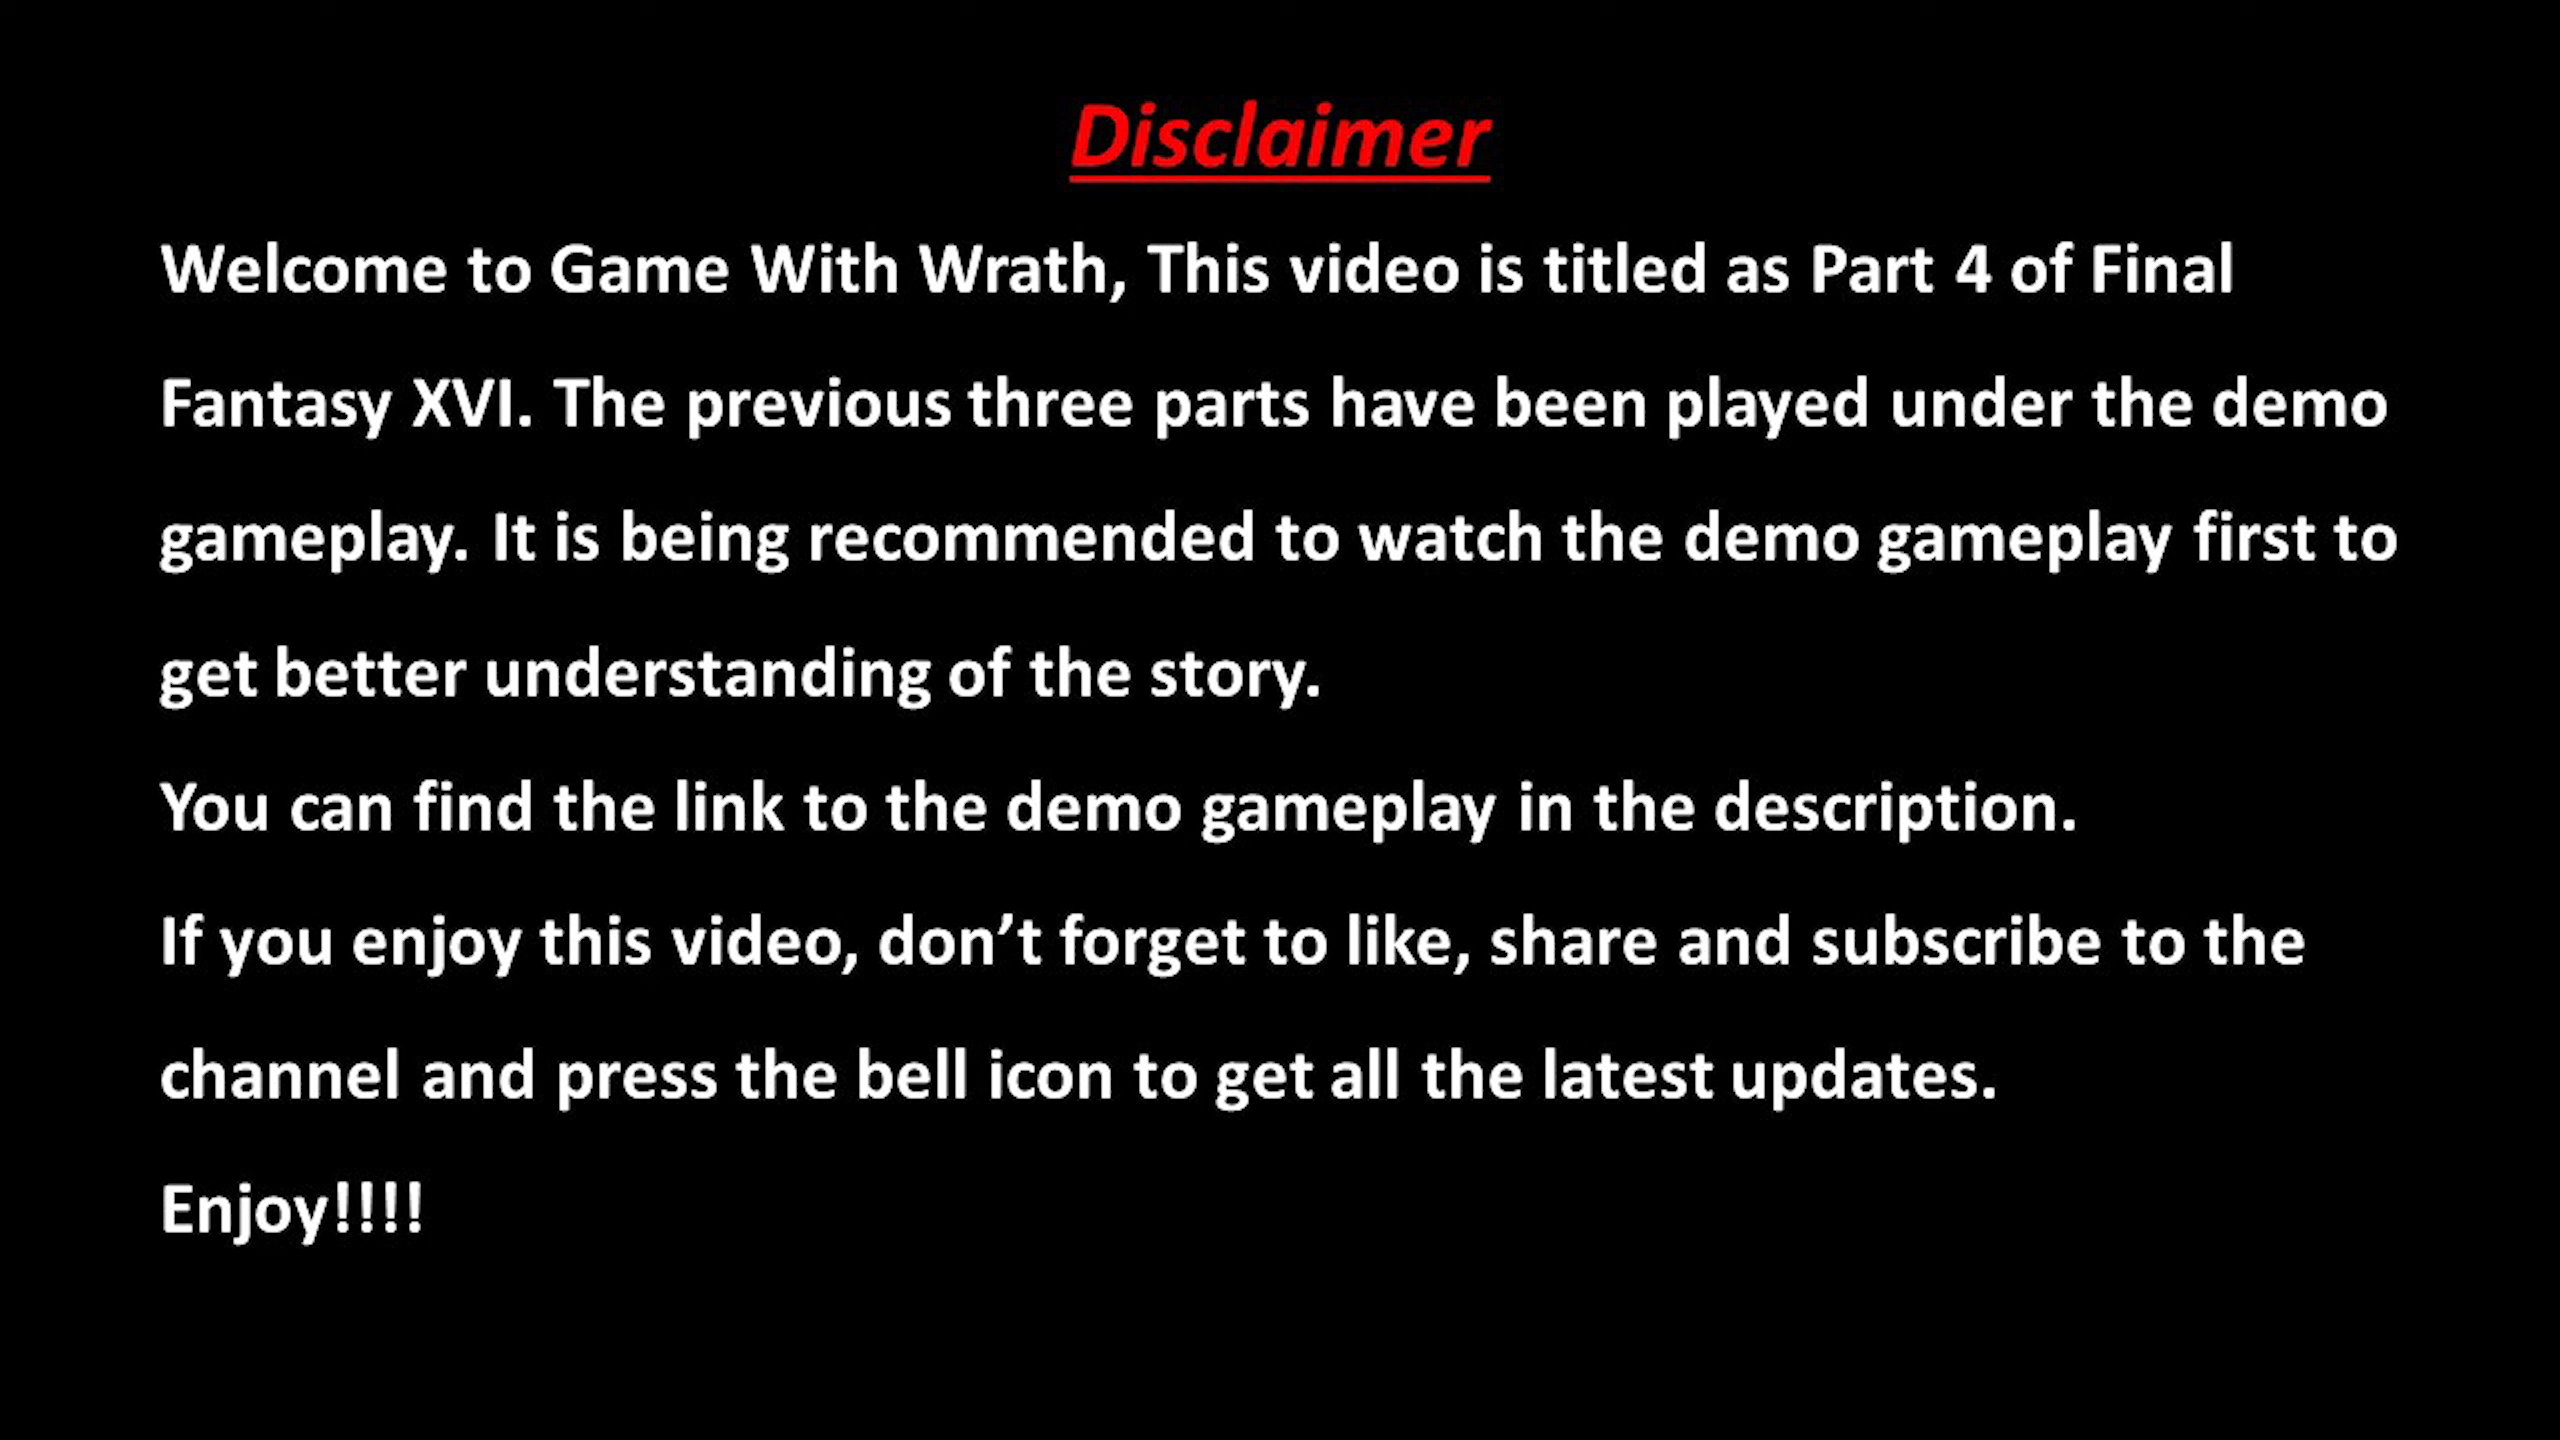 Disclaimer
Welcome to Game With Wrath, This video is titled as Part 4 of Final
Fantasy XVI. The previous three parts have been played under the demo
gameplay. It is being recommended to watch the demo gameplay first to
get better understanding of the story.
You can find the link to the demo gameplay in the description.
If you enjoy this video, don’t forget to like, share and subscribe to the
channel and press the bell icon to get all the latest updates.
Enjoy!!!!